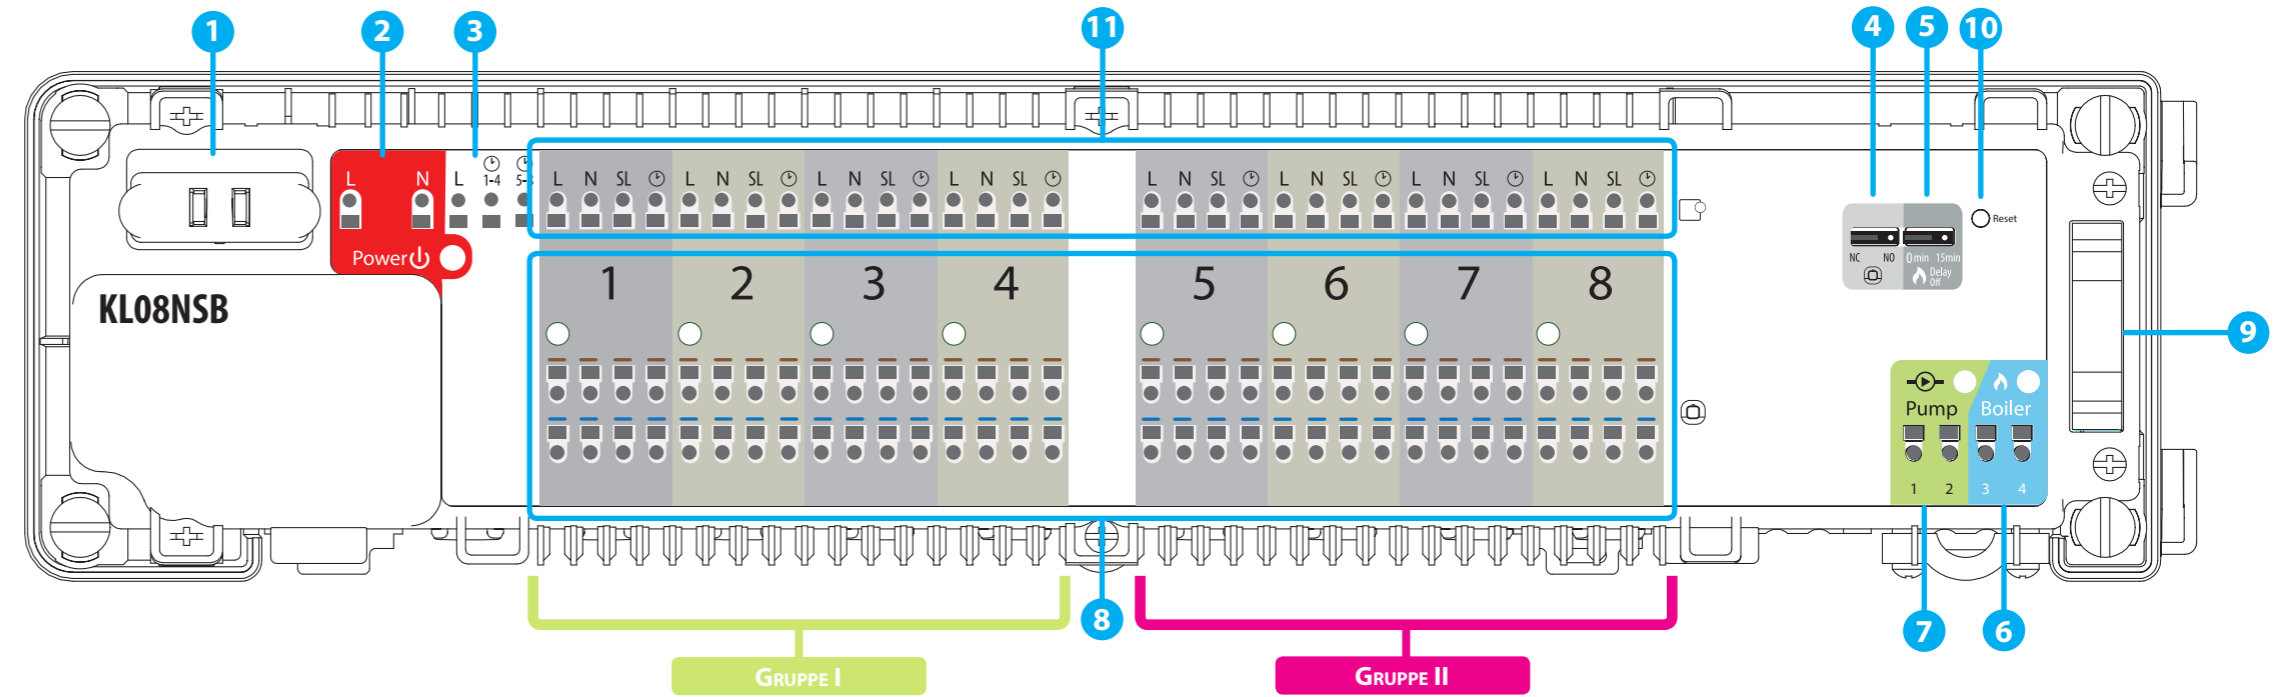 1 2 3 11 4 5 10
L N L 1-4 5-8 L N SL L N SL L N SL L N SL L N SL L N SL L N SL L N SL
Reset
Power
NC NO 0 min 15min
Delay
Off
1 2 3 4 5 6 7 8
KL08NSB
9
Pump Boiler
1 2 3 4
8
7 6
GRUPPE I GRUPPE II